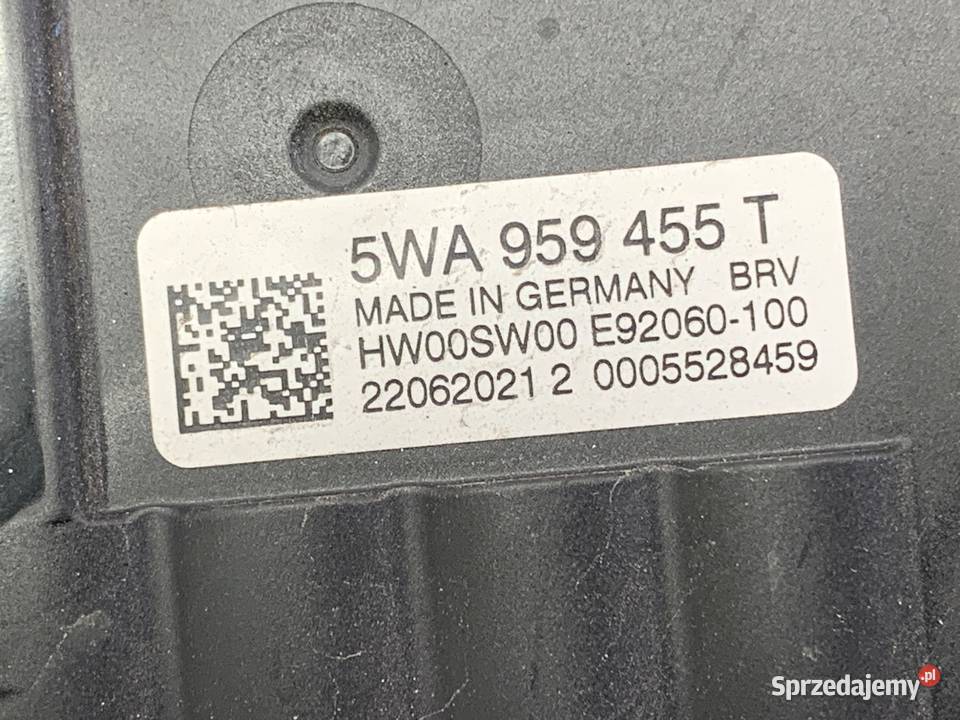 5WA 959 455 T
MADE IN GERMANY BRV
HW00SW00 E92060-100
22062021 2 0005528459
Sprzedajemy.pl